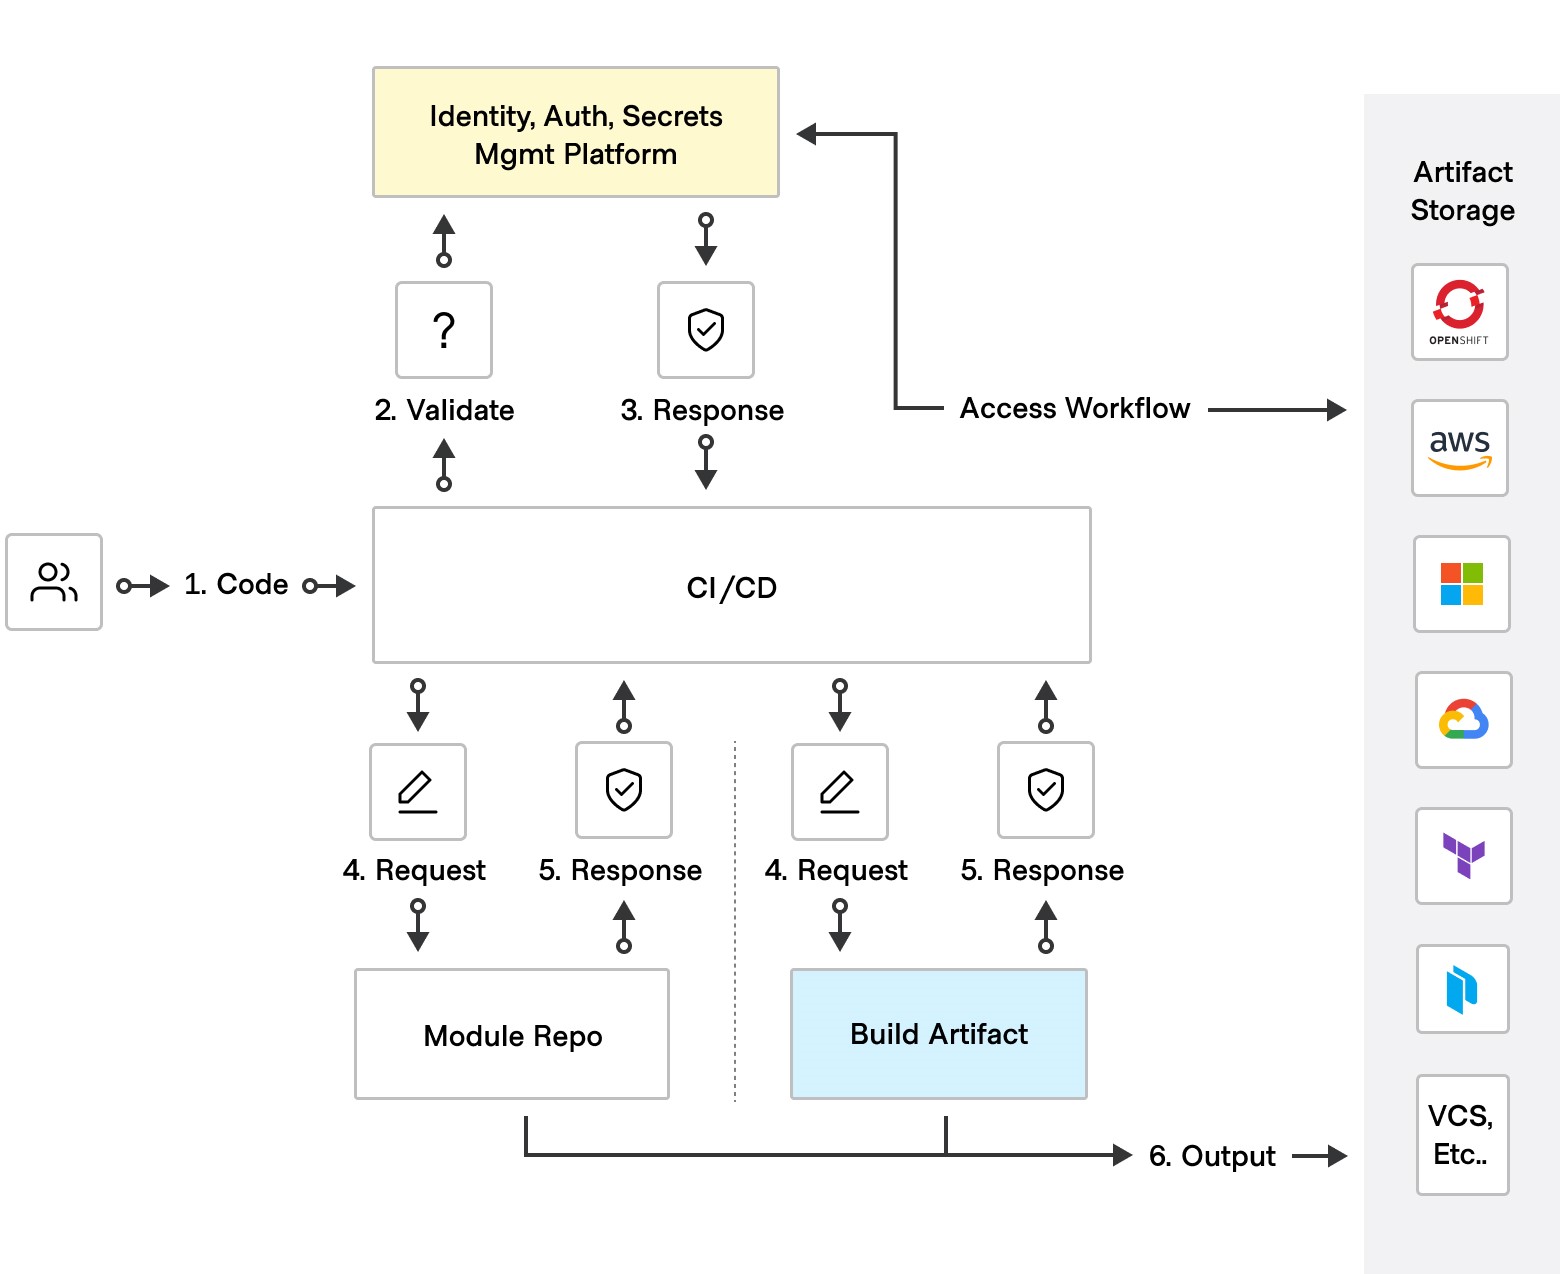 Identity, Auth, Secrets
Mgmt Platform
Artifact
Storage
OPENSHIFT
?
2. Validate
3. Response
Access Workflow
aws
1. Code
CI/CD
4. Request
5. Response
4. Request
5. Response
Module Repo
Build Artifact
VCS,
Etc..
6. Output